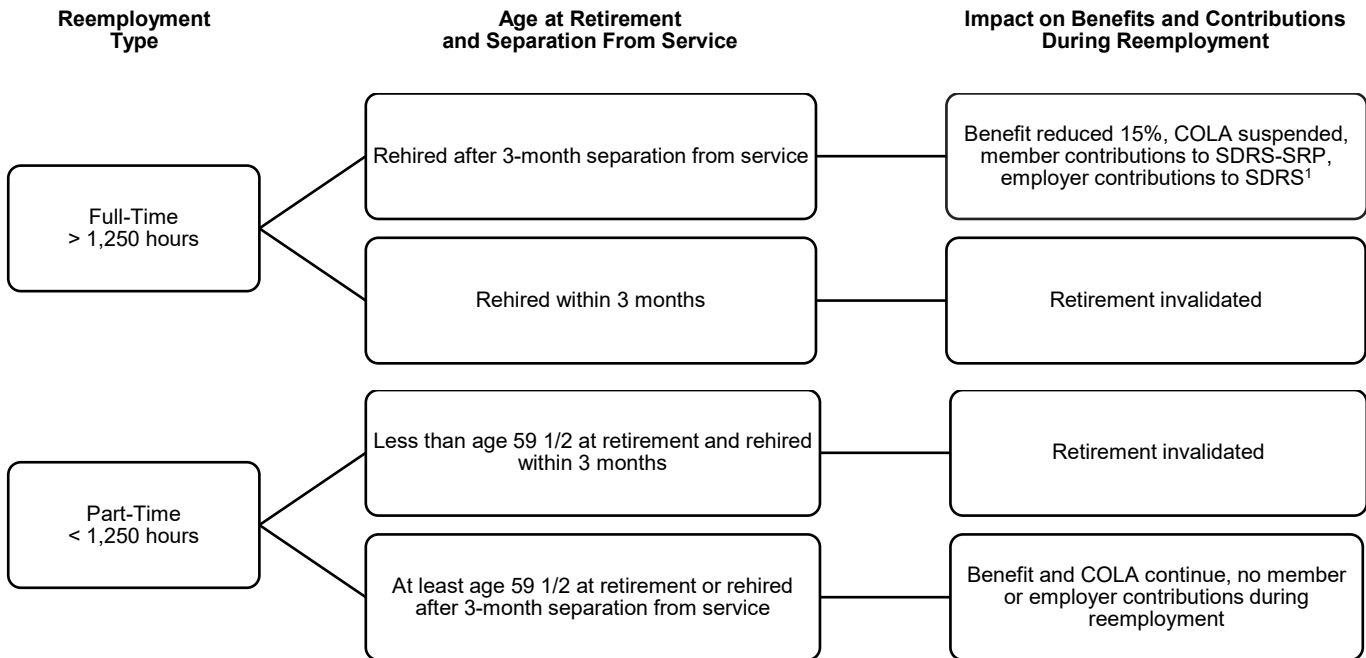 Reemployment
Type
Age at Retirement
and Separation From Service
Impact on Benefits and Contributions
During Reemployment
Full-Time
> 1,250 hours
Rehired after 3-month separation from service
Benefit reduced 15%, COLA suspended,
member contributions to SDRS-SRP,
employer contributions to SDRS¹
Rehired within 3 months
Retirement invalidated
Part-Time
< 1,250 hours
Less than age 59 1/2 at retirement and rehired
within 3 months
Retirement invalidated
At least age 59 1/2 at retirement or rehired
after 3-month separation from service
Benefit and COLA continue, no member
or employer contributions during
reemployment